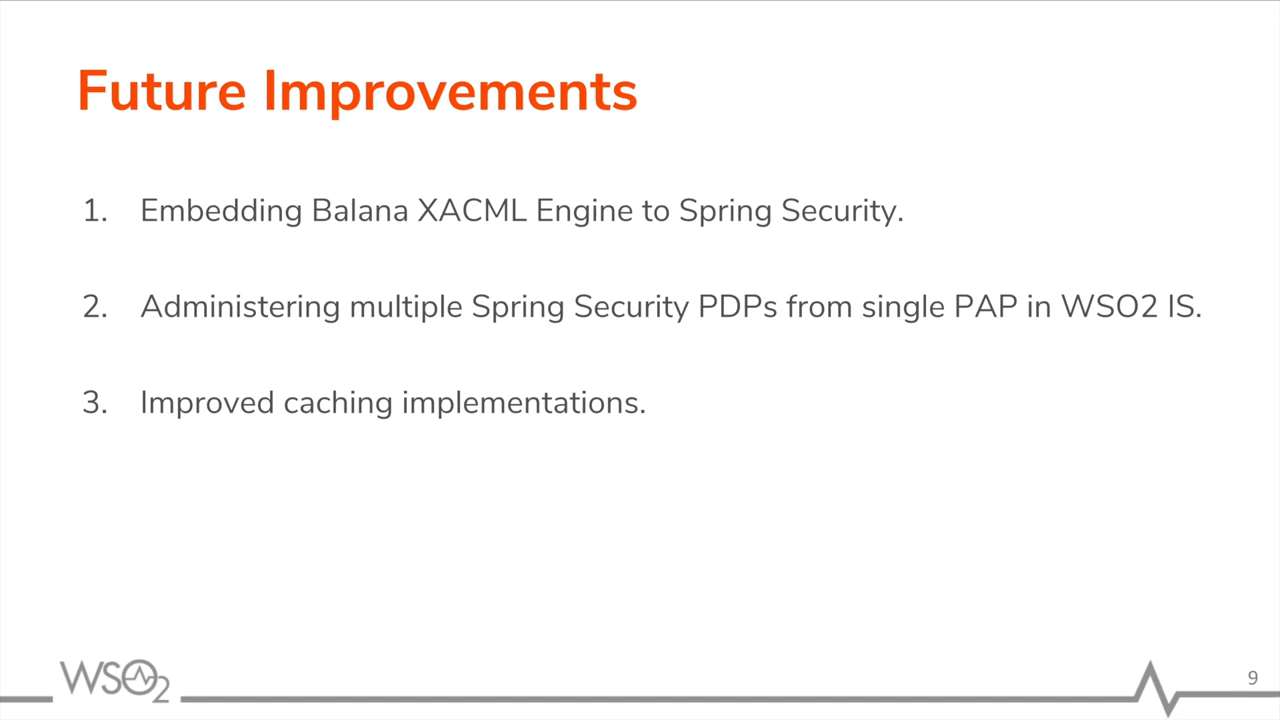 Future Improvements
1. Embedding Balana XACML Engine to Spring Security.
2. Administering multiple Spring Security PDPs from single PAP in WSO2 IS.
3. Improved caching implementations.
WSO2
9